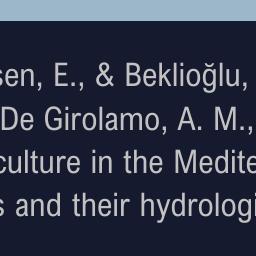 sen, E., & Beklioğlu,
De Girolamo, A. M.,
culture in the Medite
s and their hydrologi